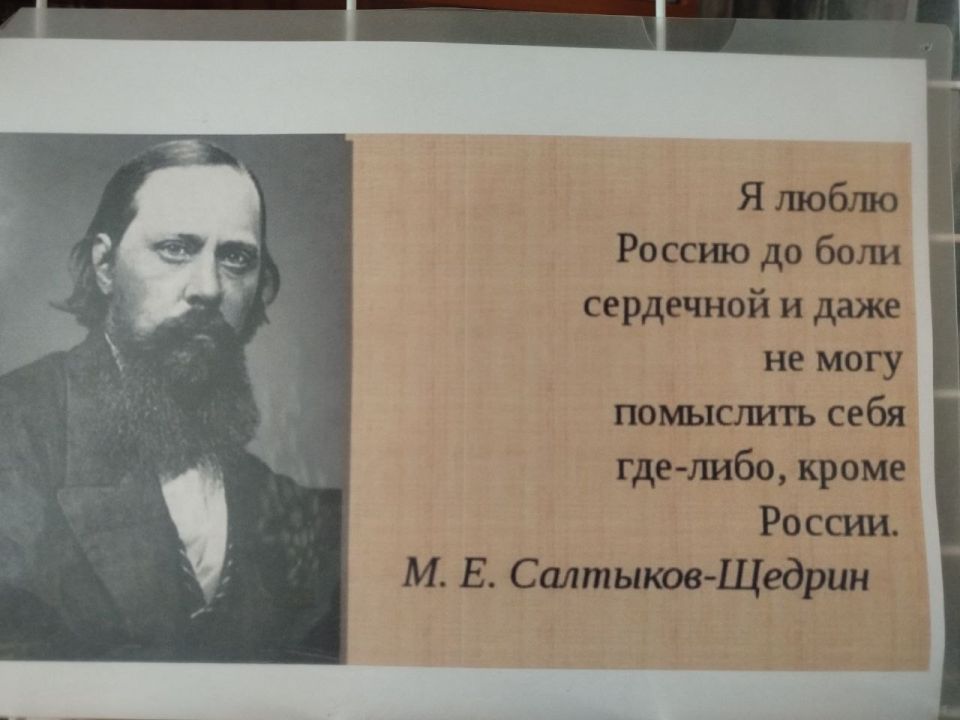 Я люблю
Россию до боли
сердечной и даже
не могу
помыслить себя
где-либо, кроме
России.
М. Е. Салтыков-Щедрин